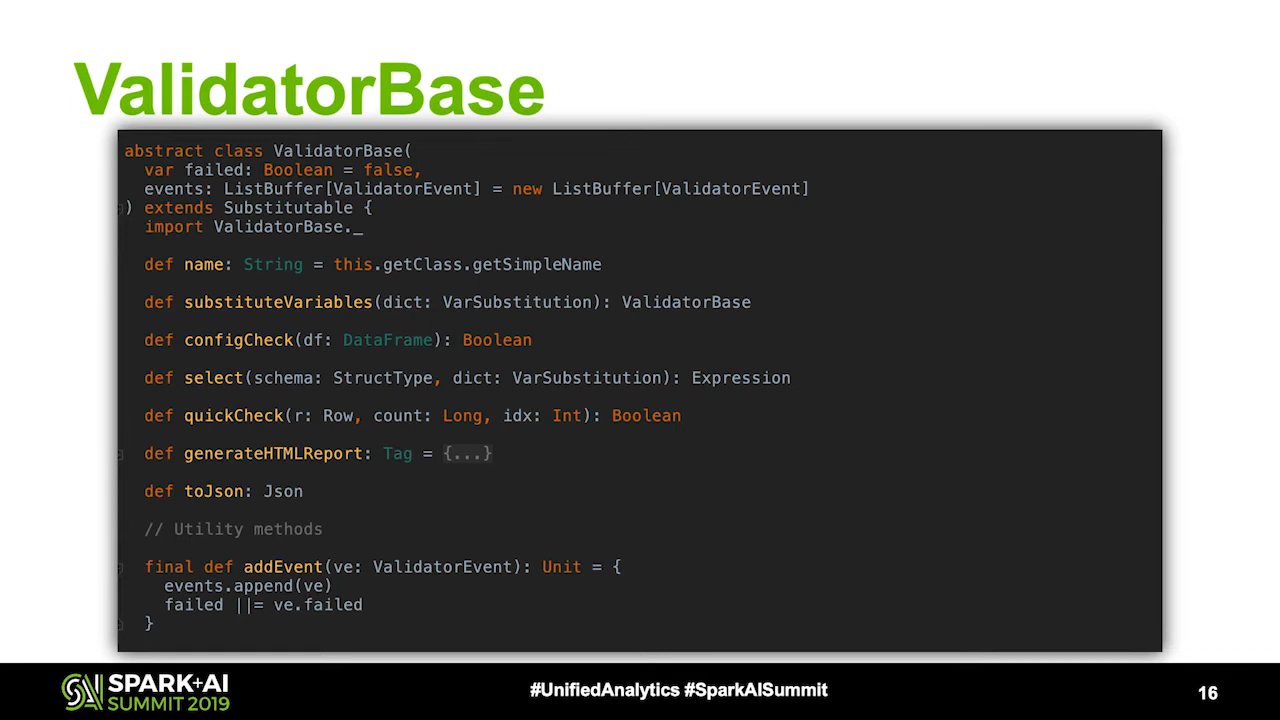 ValidatorBase
abstract class ValidatorBase(
var failed: Boolean = false,
events: ListBuffer[ValidatorEvent] = new ListBuffer[ValidatorEvent]
) extends Substitutable {
import ValidatorBase._
def name: String = this.getClass.getSimpleName
def substituteVariables(dict: VarSubstitution): ValidatorBase
def configCheck(df: DataFrame): Boolean
def select(schema: StructType, dict: VarSubstitution): Expression
def quickCheck(r: Row, count: Long, idx: Int): Boolean
def generateHTMLReport: Tag = {...}
def toJson: Json
// Utility methods
final def addEvent(ve: ValidatorEvent): Unit = {
events.append(ve)
failed ||= ve.failed
}
SPARK+AI
SUMMIT 2019
#UnifiedAnalytics #SparkAISummit
16